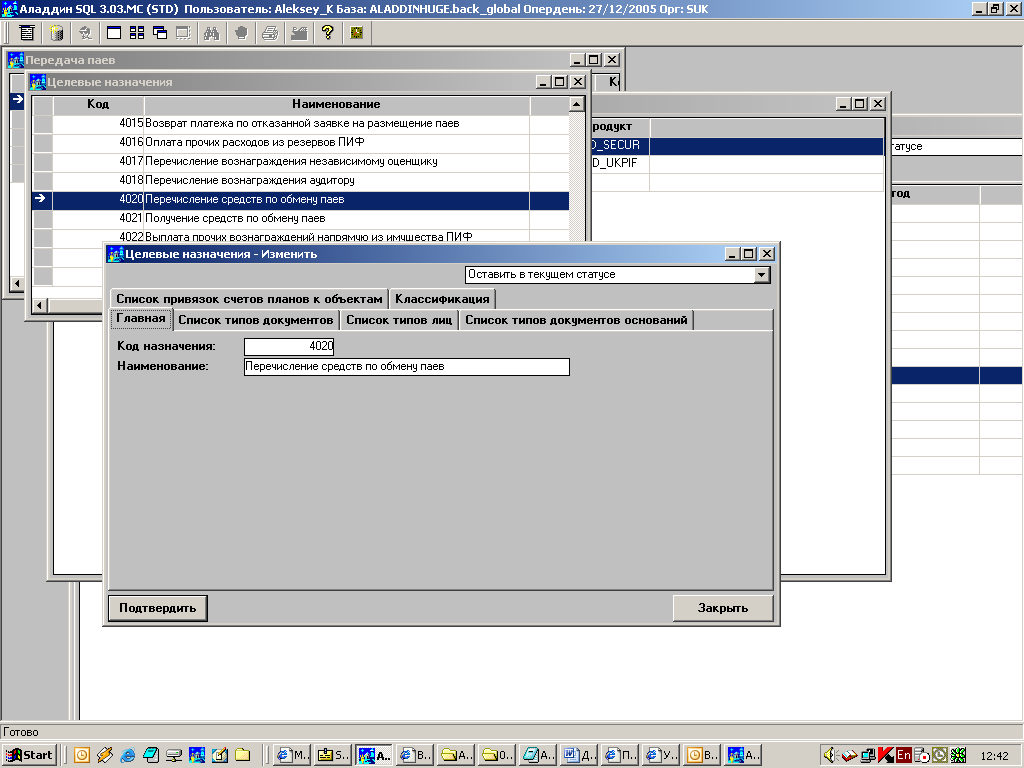 Аладдин SQL 3.03.MC (STD) Пользователь: Aleksey_K База: ALADDINHUGE.back_global Опердень: 27/12/2005 Орг: SUK
Передача паев
Целевые назначения
Код Наименование
4015 Возврат платежа по отказанной заявке на размещение паев
4016 Оплата прочих расходов из резервов ПИФ
4017 Перечисление вознаграждения независимому оценщику
4018 Перечисление вознаграждения аудитору
4020 Перечисление средств по обмену паев
4021 Получение средств по обмену паев
4022 Выплата прочих вознаграждений напрямую из имущества ПИФ
родукт
D_SECUR
D_UKPIF
татусе
год
Целевые назначения - Изменить
Оставить в текущем статусе
Список привязок счетов планов к объектам Классификация
Главная Список типов документов Список типов лиц Список типов документов оснований
Код назначения: 4020
Наименование: Перечисление средств по обмену паев
Подтвердить Закрыть
Готово
Start M.. S.. A.. B.. A.. O.. A.. Д.. П.. У.. B.. A.. En 12:42